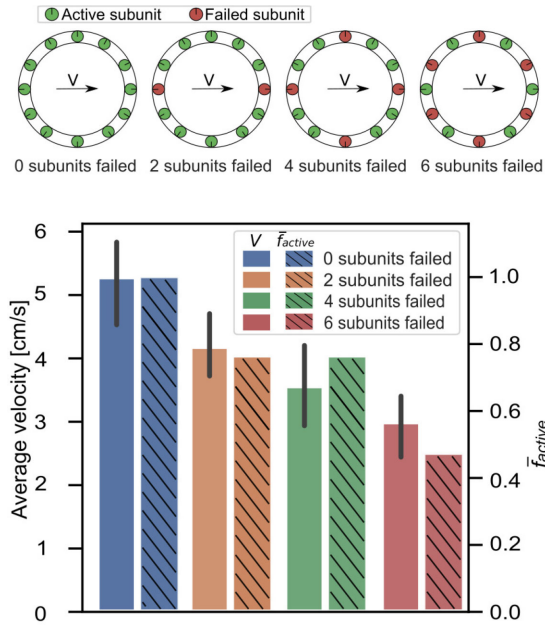 Active subunit Failed subunit
V V V V
0 subunits failed 2 subunits failed 4 subunits failed 6 subunits failed
V f̄active
0 subunits failed
2 subunits failed
4 subunits failed
6 subunits failed
Average velocity [cm/s]
6
5
4
3
2
1
0
1.0
0.8
0.6
0.4
0.2
0.0
f̄active